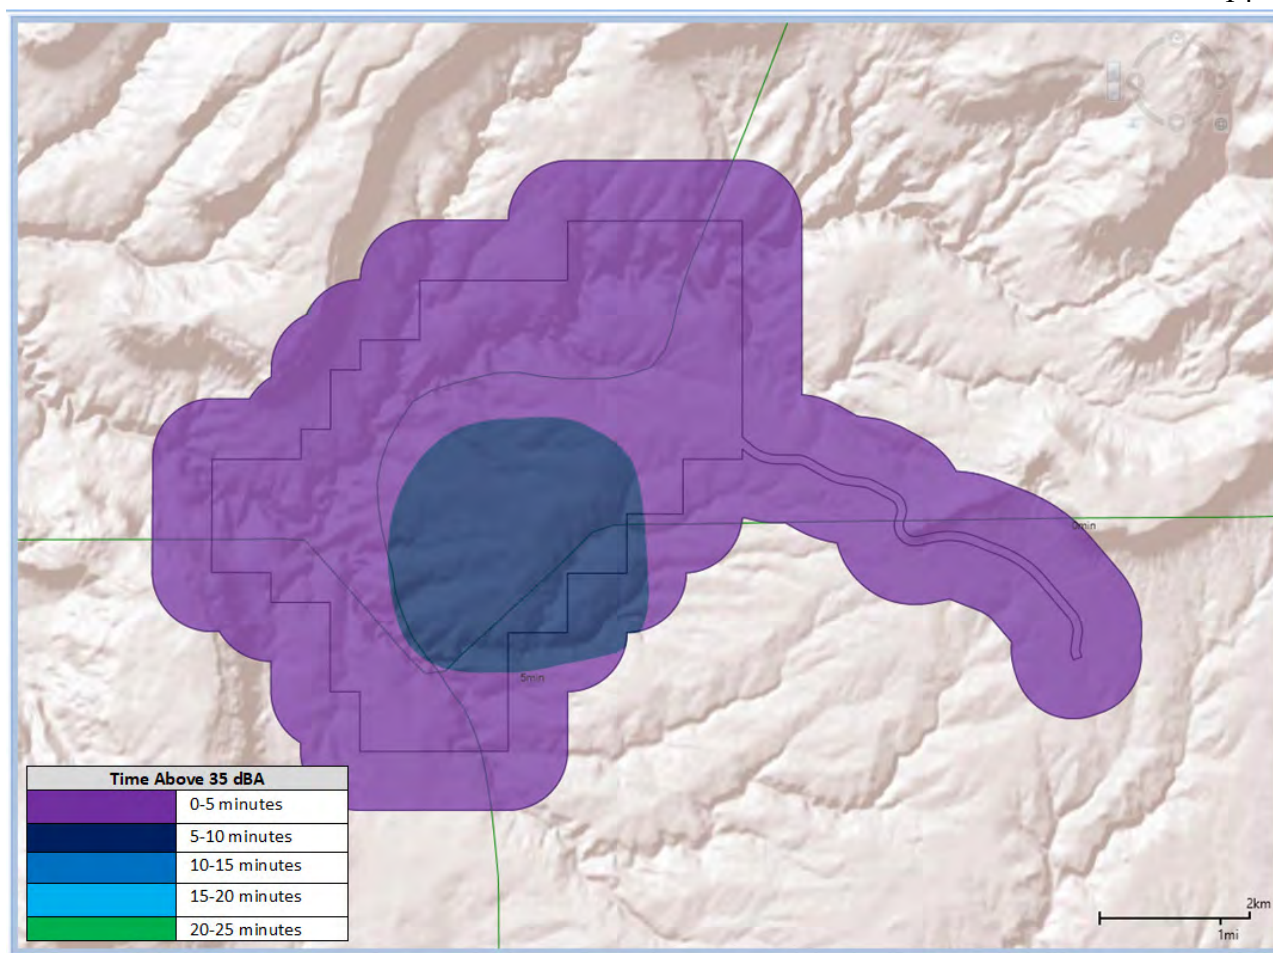 0min
5min
Time Above 35 dBA
0-5 minutes
5-10 minutes
10-15 minutes
15-20 minutes
20-25 minutes
2km
1mi